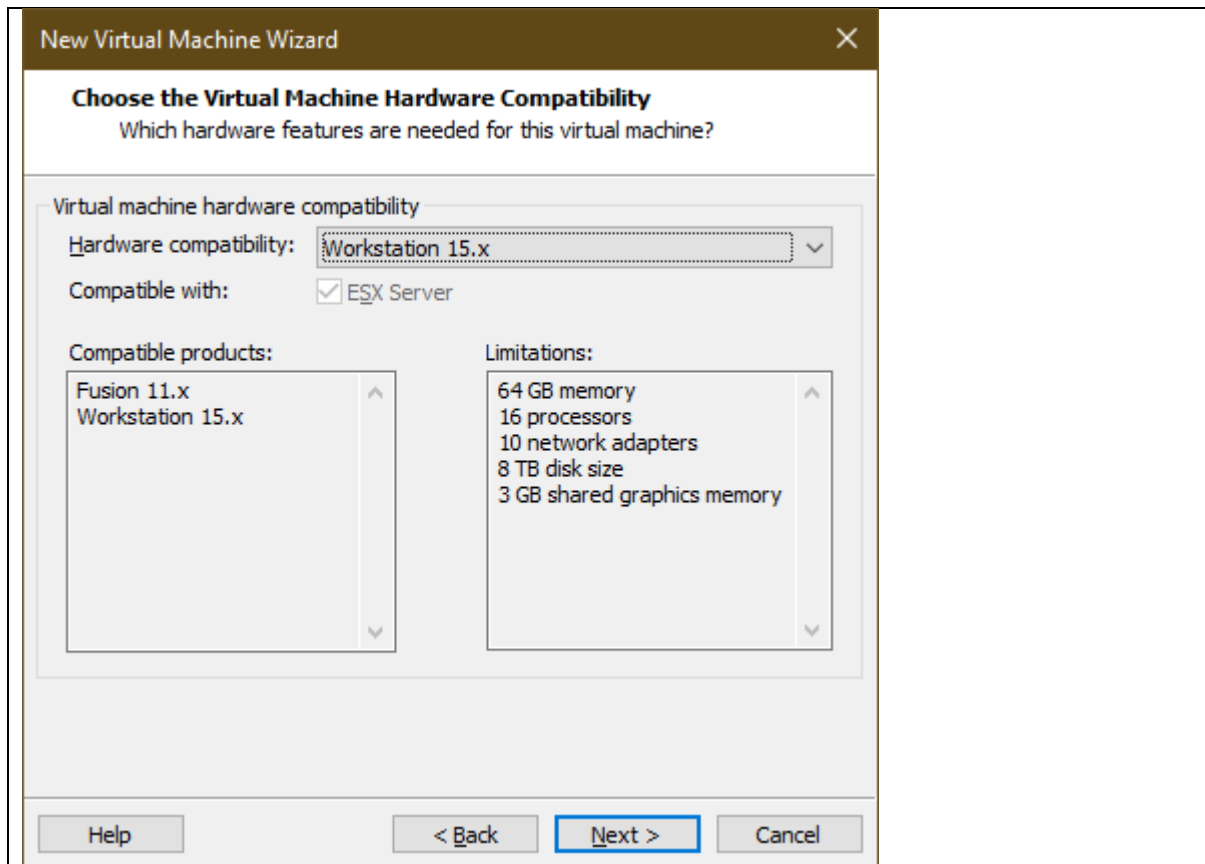 New Virtual Machine Wizard
Choose the Virtual Machine Hardware Compatibility
Which hardware features are needed for this virtual machine?
Virtual machine hardware compatibility
Hardware compatibility: Workstation 15.x
Compatible with: ESX Server
Compatible products:
Fusion 11.x
Workstation 15.x
Limitations:
64 GB memory
16 processors
10 network adapters
8 TB disk size
3 GB shared graphics memory
Help < Back Next > Cancel